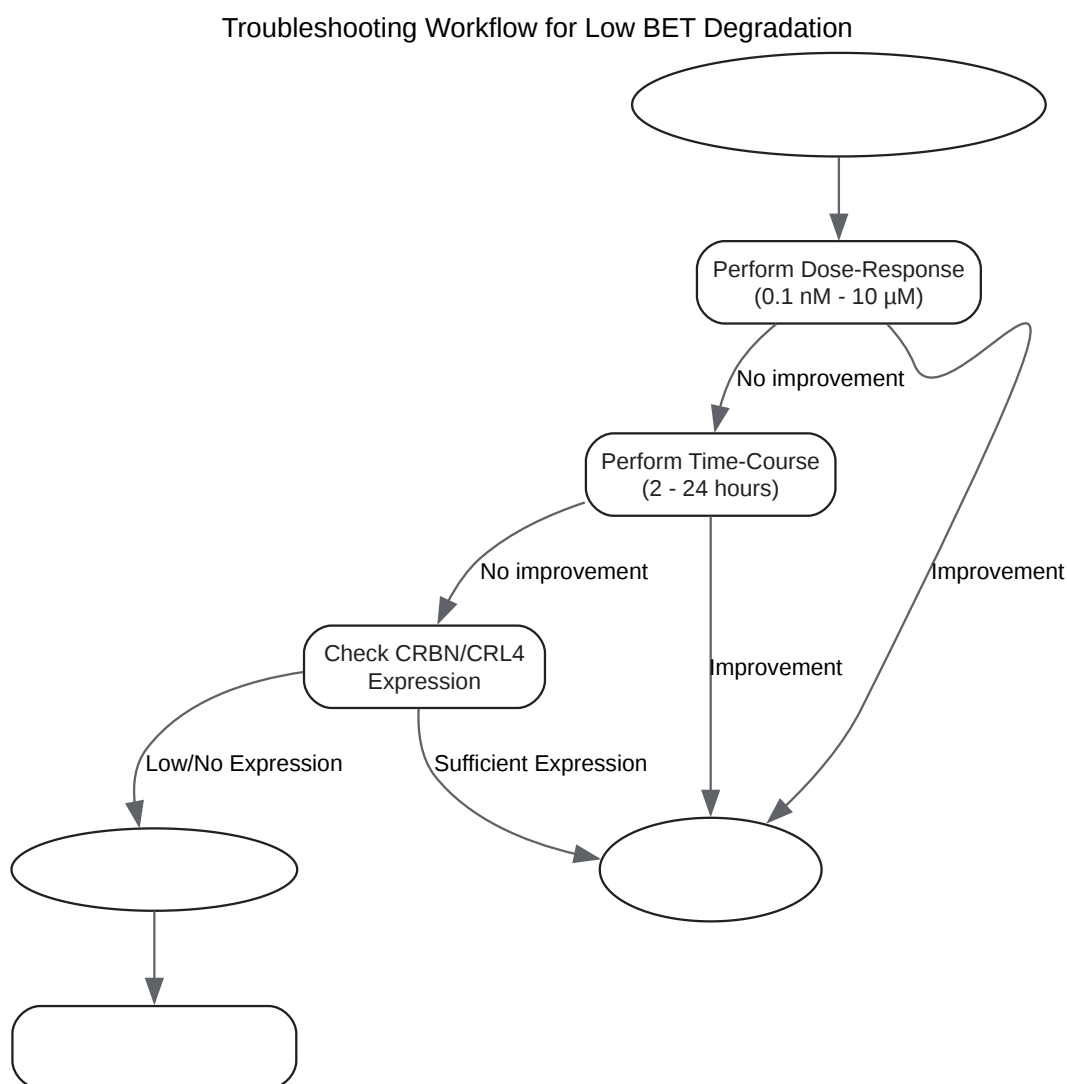 Troubleshooting Workflow for Low BET Degradation
Perform Dose-Response
(0.1 nM - 10 µM)
No improvement
Perform Time-Course
(2 - 24 hours)
No improvement
Improvement
Check CRBN/CRL4
Expression
Improvement
Low/No Expression
Sufficient Expression